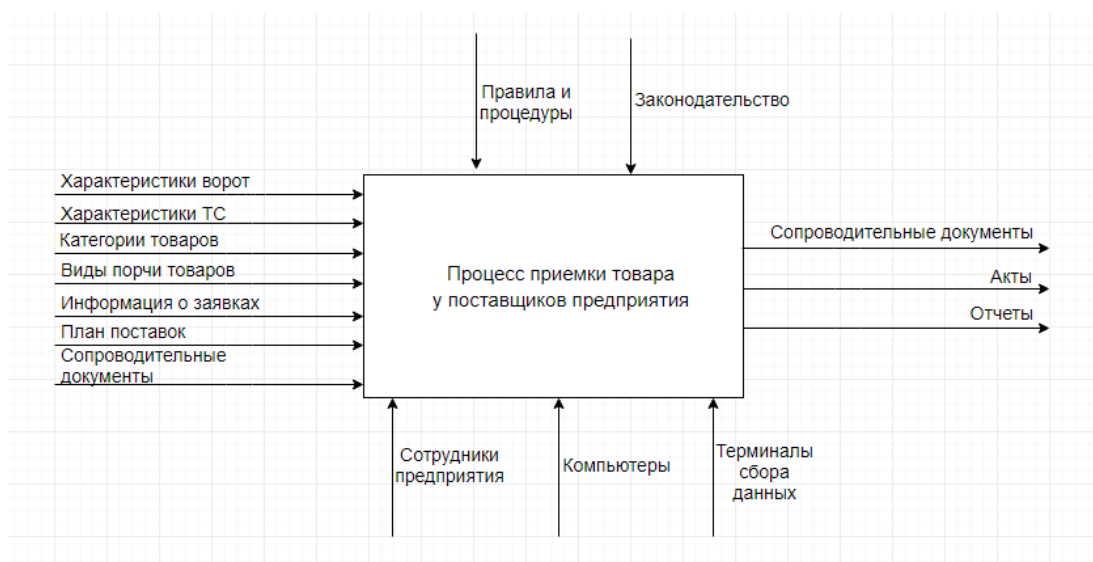 Правила и
процедуры
Законодательство
Характеристики ворот
Характеристики ТС
Категории товаров
Виды порчи товаров
Информация о заявках
План поставок
Сопроводительные
документы
Процесс приемки товара
у поставщиков предприятия
Сопроводительные документы
Акты
Отчеты
Сотрудники
предприятия
Компьютеры
Терминалы
сбора
данных